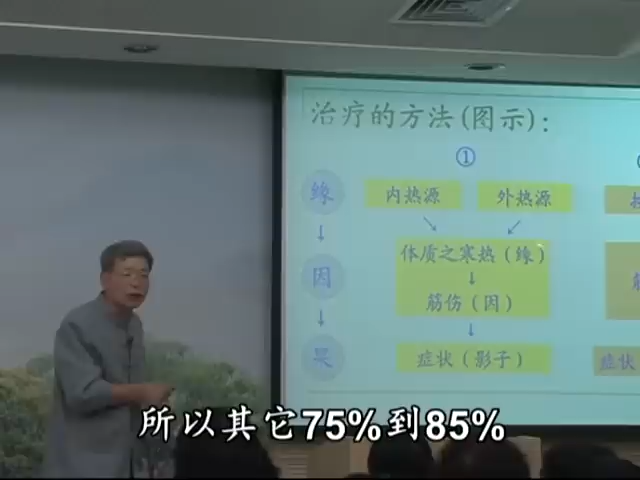 治疗的方法(图示):
①
缘
内热源
外热源
↓
↘
↙
体质之寒热(缘)
↓
因
筋伤(因)
↓
↓
果
症状(影子)
症状
所以其它75%到85%